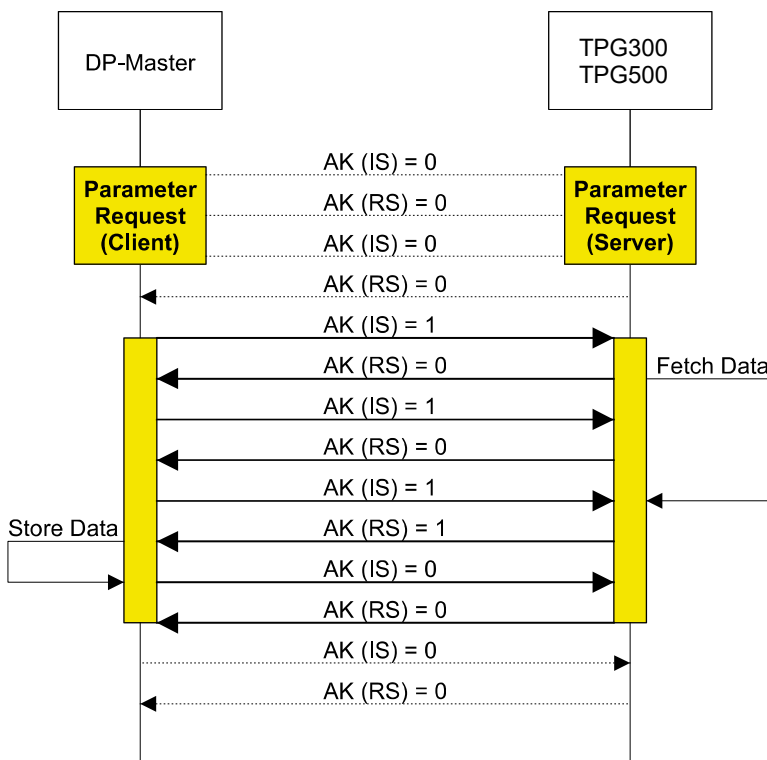 DP-Master
TPG300
TPG500
AK (IS) = 0
Parameter
Request
(Client)
AK (RS) = 0
Parameter
Request
(Server)
AK (IS) = 0
AK (RS) = 0
AK (IS) = 1
AK (RS) = 0
Fetch Data
AK (IS) = 1
AK (RS) = 0
AK (IS) = 1
Store Data
AK (RS) = 1
AK (IS) = 0
AK (RS) = 0
AK (IS) = 0
AK (RS) = 0